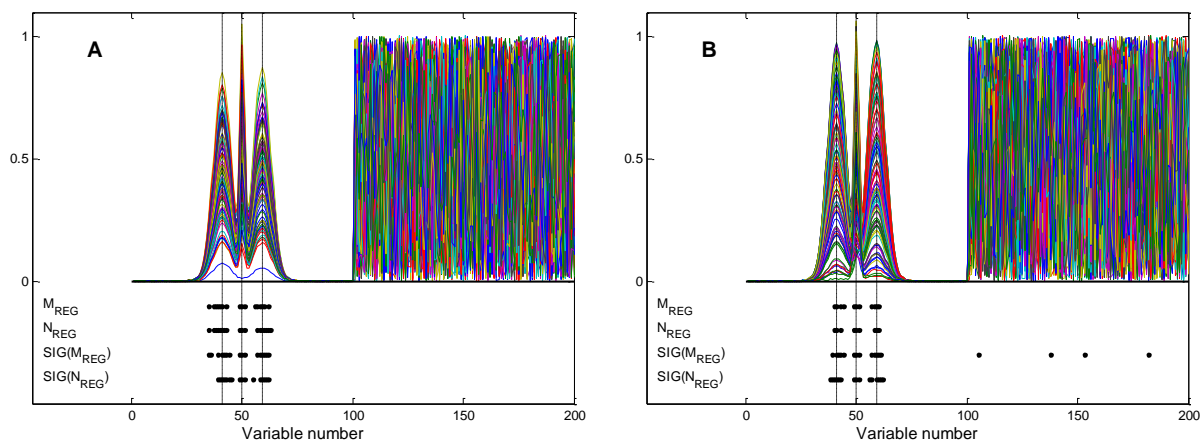 A
1
0.5
0
M_REG
N_REG
SIG(M_REG)
SIG(N_REG)
0 50 100 150 200
Variable number
B
1
0.5
0
M_REG
N_REG
SIG(M_REG)
SIG(N_REG)
0 50 100 150 200
Variable number